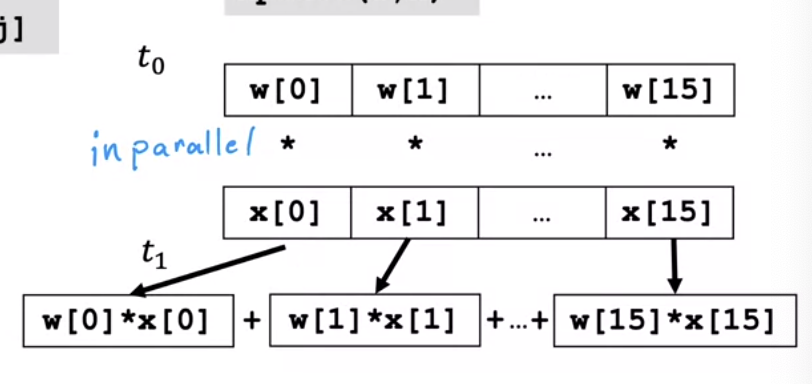 j]
t₀
w[0] w[1] … w[15]
in parallel * * … *
x[0] x[1] … x[15]
t₁
w[0]*x[0] + w[1]*x[1] +…+ w[15]*x[15]